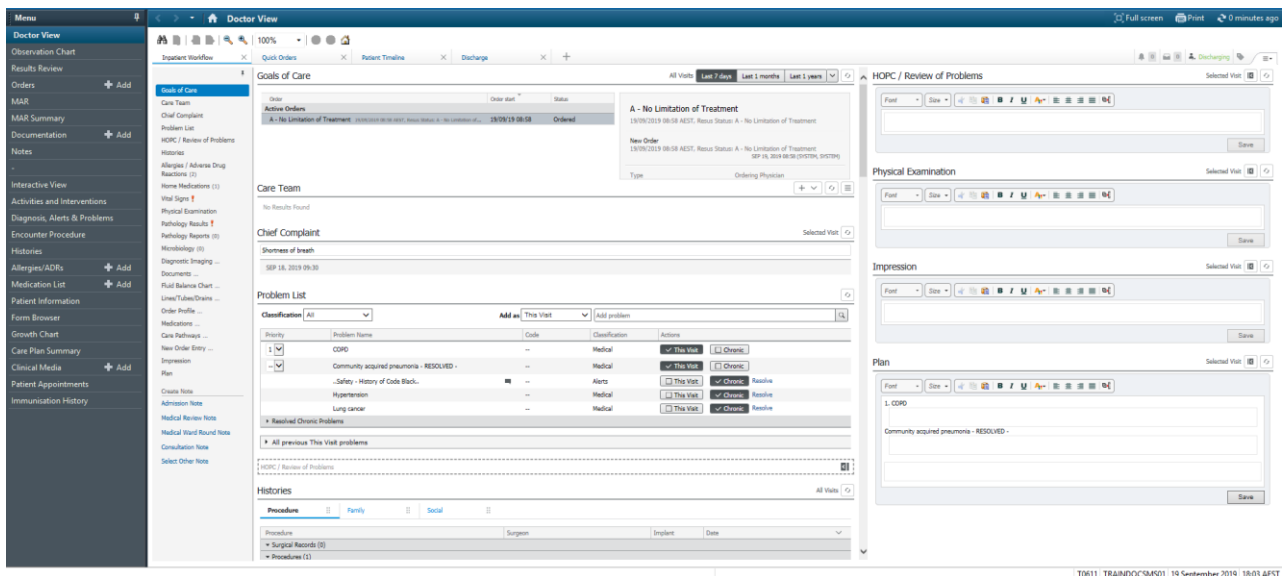 Menu
Doctor View
Observation Chart
Results Review
Orders + Add
MAR
MAR Summary
Documentation + Add
Notes
-
Interactive View
Activities and Interventions
Diagnosis, Alerts & Problems
Encounter Procedure
Histories
Allergies/ADRs + Add
Medication List + Add
Patient Information
Form Browser
Growth Chart
Care Plan Summary
Clinical Media + Add
Patient Appointments
Immunisation History
Doctor View
Full screen Print 0 minutes ago
100%
Inpatient Workflow × Quick Orders × Patient Timeline × Discharge × +
Discharging
Goals of Care
Care Team
Chief Complaint
Problem List
HOPC / Review of Problems
Histories
Allergies / Adverse Drug
Reactions (2)
Home Medications (1)
Vital Signs !
Physical Examination
Pathology Results !
Pathology Reports (0)
Microbiology (0)
Diagnostic Imaging ...
Documents ...
Fluid Balance Chart ...
Lines/Tubes/Drains ...
Order Profile ...
Medications ...
Care Pathways ...
New Order Entry ...
Impression
Plan
Create Note
Admission Note
Medical Review Note
Medical Ward Round Note
Consultation Note
Select Other Note
Goals of Care
All Visits Last 7 days Last 1 months Last 1 years
Order Order start Status
Active Orders
A - No Limitation of Treatment 19/09/19 08:58 Ordered
A - No Limitation of Treatment
19/09/2019 08:58 AEST, Resus Status: A - No Limitation of Treatment
New Order
19/09/2019 08:58 AEST, Resus Status: A - No Limitation of Treatment
SEP 19, 2019 08:58 (SYSTEM, SYSTEM)
Type Ordering Physician
Care Team
No Results Found
Chief Complaint Selected Visit
Shortness of breath
SEP 18, 2019 09:30
Problem List
Classification All Add as This Visit Add problem
Priority Problem Name Code Classification Actions
1 COPD -- Medical This Visit Chronic
-- Community acquired pneumonia - RESOLVED - -- Medical This Visit Chronic
..Safety - History of Code Black.. -- Alerts This Visit Chronic Resolve
Hypertension -- Medical This Visit Chronic Resolve
Lung cancer -- Medical This Visit Chronic Resolve
Resolved Chronic Problems
All previous This Visit problems
HOPC / Review of Problems
Histories All Visits
Procedure Family Social
Procedure Surgeon Implant Date
Surgical Records (0)
Procedures (1)
HOPC / Review of Problems Selected Visit
Font Size B I U A
Save
Physical Examination Selected Visit
Font Size B I U A
Save
Impression Selected Visit
Font Size B I U A
Save
Plan Selected Visit
Font Size B I U A
1. COPD
Community acquired pneumonia - RESOLVED -
Save
T0611 TRAINDOCSMS01 19 September 2019 18:03 AEST